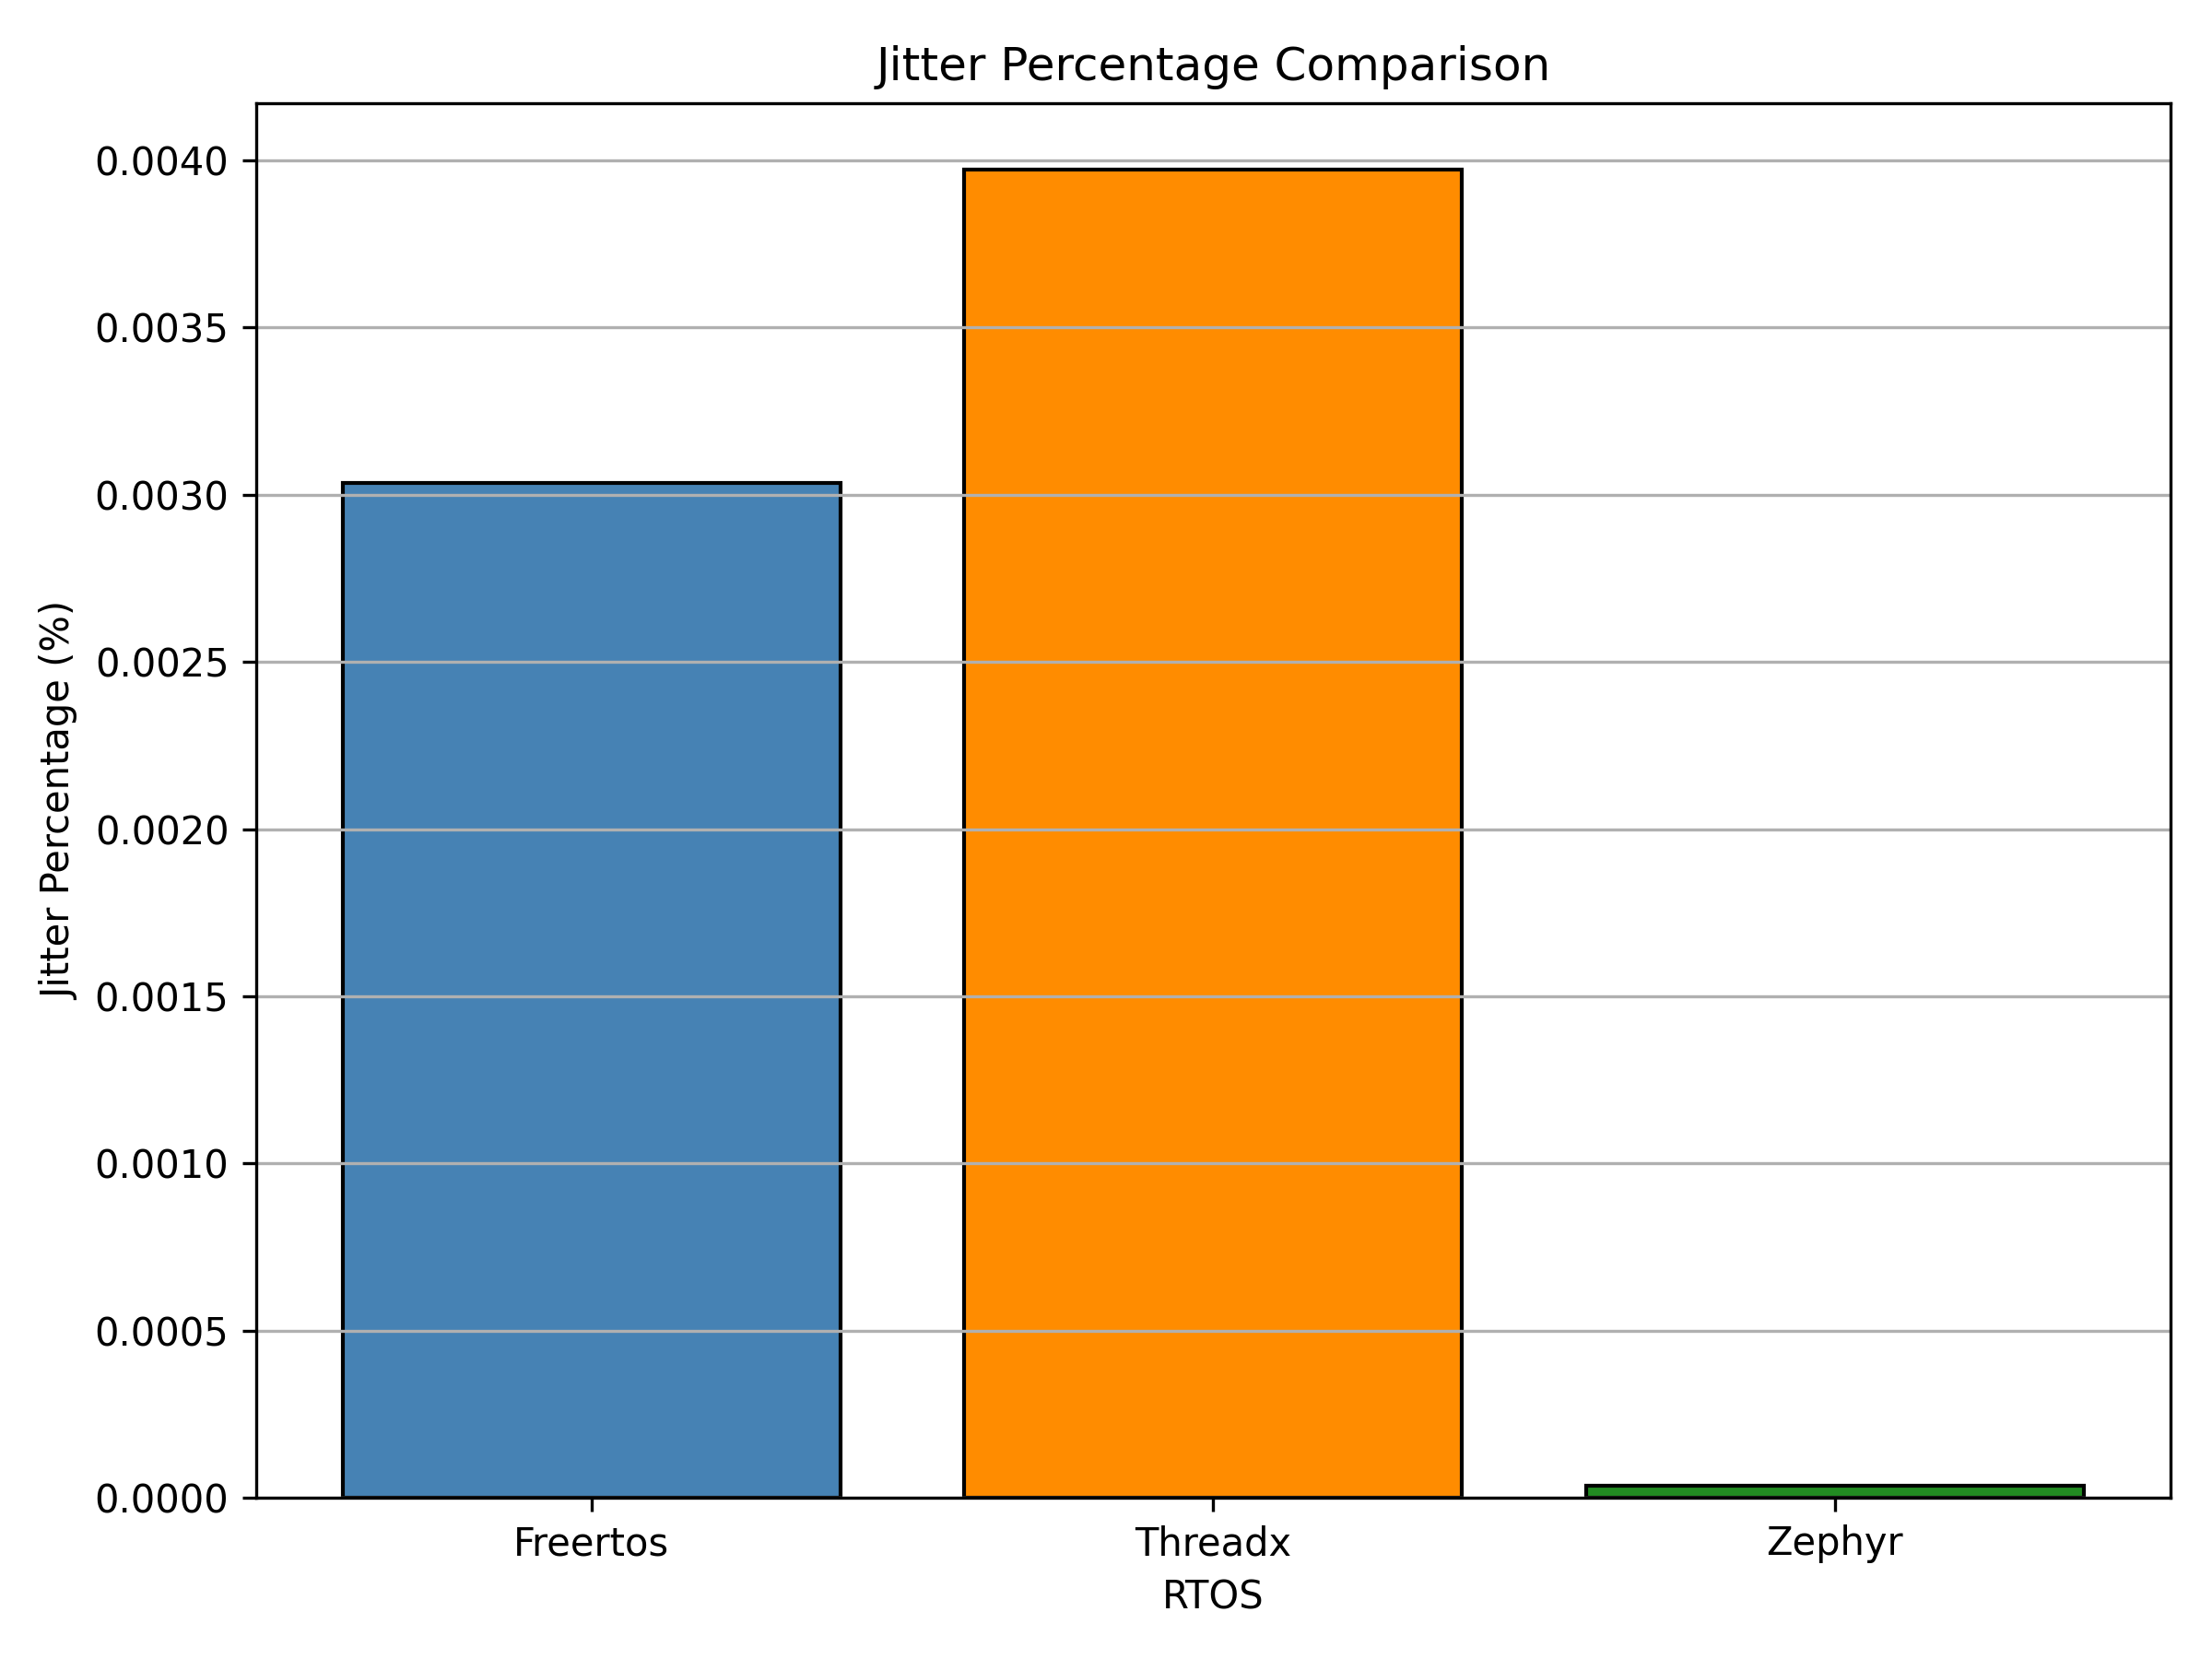 Jitter Percentage Comparison
Jitter Percentage (%)
0.0040
0.0035
0.0030
0.0025
0.0020
0.0015
0.0010
0.0005
0.0000
Freertos
Threadx
Zephyr
RTOS